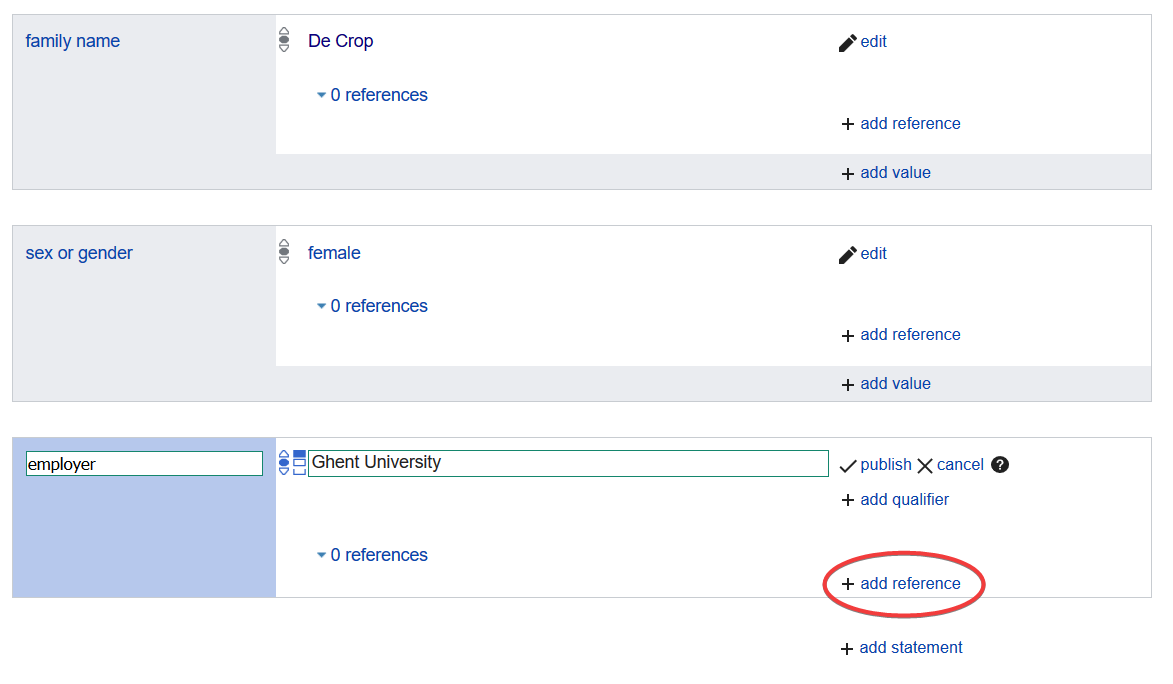 family name
De Crop
edit
0 references
+ add reference
+ add value
sex or gender
female
edit
0 references
+ add reference
+ add value
employer
Ghent University
publish cancel ?
+ add qualifier
0 references
+ add reference
+ add statement